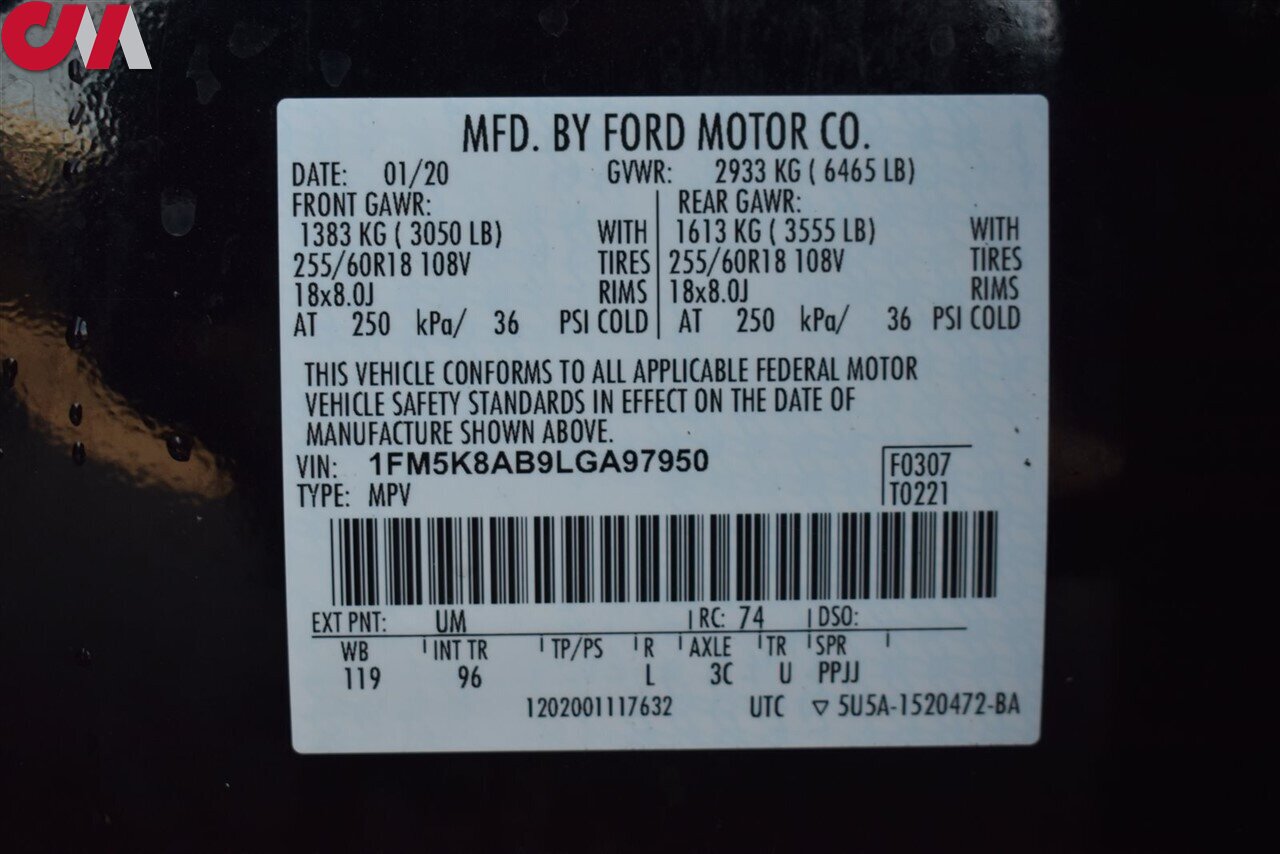 CMA
MFD. BY FORD MOTOR CO.
DATE: 01/20 GVWR: 2933 KG ( 6465 LB)
FRONT GAWR: REAR GAWR:
1383 KG ( 3050 LB) WITH 1613 KG ( 3555 LB) WITH
255/60R18 108V TIRES 255/60R18 108V TIRES
18x8.0J RIMS 18x8.0J RIMS
AT 250 kPa/ 36 PSI COLD AT 250 kPa/ 36 PSI COLD
THIS VEHICLE CONFORMS TO ALL APPLICABLE FEDERAL MOTOR
VEHICLE SAFETY STANDARDS IN EFFECT ON THE DATE OF
MANUFACTURE SHOWN ABOVE.
VIN: 1FM5K8AB9LGA97950 F0307
TYPE: MPV T0221
EXT PNT: UM RC: 74 DSO:
WB INT TR TP/PS R AXLE TR SPR
119 96 L 3C U PPJJ
1202001117632 UTC ▽ 5U5A-1520472-BA